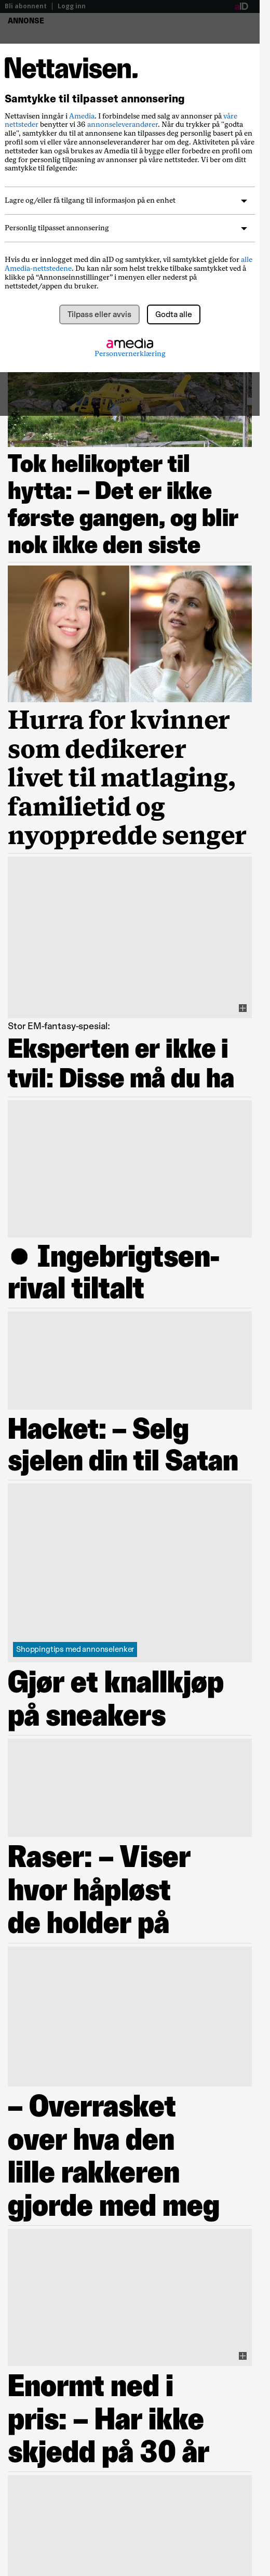 Bli abonnent | Logg inn
aID
ANNONSE
Nettavisen.
Samtykke til tilpasset annonsering
Nettavisen inngår i Amedia. I forbindelse med salg av annonser på våre
nettsteder benytter vi 36 annonseleverandører. Når du trykker på "godta
alle", samtykker du til at disse annonsene kan tilpasses deg personlig basert på en
profil som vi eller våre annonseleverandører har om deg. Aktiviteten på våre
nettsteder kan også brukes av Amedia til å bygge eller forbedre en profil om
deg for personlig tilpasning av annonser på våre nettsteder. Vi ber om ditt
samtykke til følgende:
Lagre og/eller få tilgang til informasjon på en enhet
Personlig tilpasset annonsering
Hvis du er innlogget med din aID og samtykker, vil samtykket gjelde for alle
Amedia-nettstedene. Du kan når som helst trekke tilbake samtykket ved å
klikke på “Annonseinnstillinger” i menyen eller nederst på
nettstedet/appen du bruker.
Tilpass eller avvis
Godta alle
amedia
Personvernerklæring
Tok helikopter til
hytta: – Det er ikke
første gangen, og blir
nok ikke den siste
Hurra for kvinner
som dedikerer
livet til matlaging,
familietid og
nyoppredde senger
Stor EM-fantasy-spesial:
Eksperten er ikke i
tvil: Disse må du ha
● Ingebrigtsen-
rival tiltalt
Hacket: – Selg
sjelen din til Satan
Shoppingtips med annonselenker
Gjør et knallkjøp
på sneakers
Raser: – Viser
hvor håpløst
de holder på
– Overrasket
over hva den
lille rakkeren
gjorde med meg
Enormt ned i
pris: – Har ikke
skjedd på 30 år